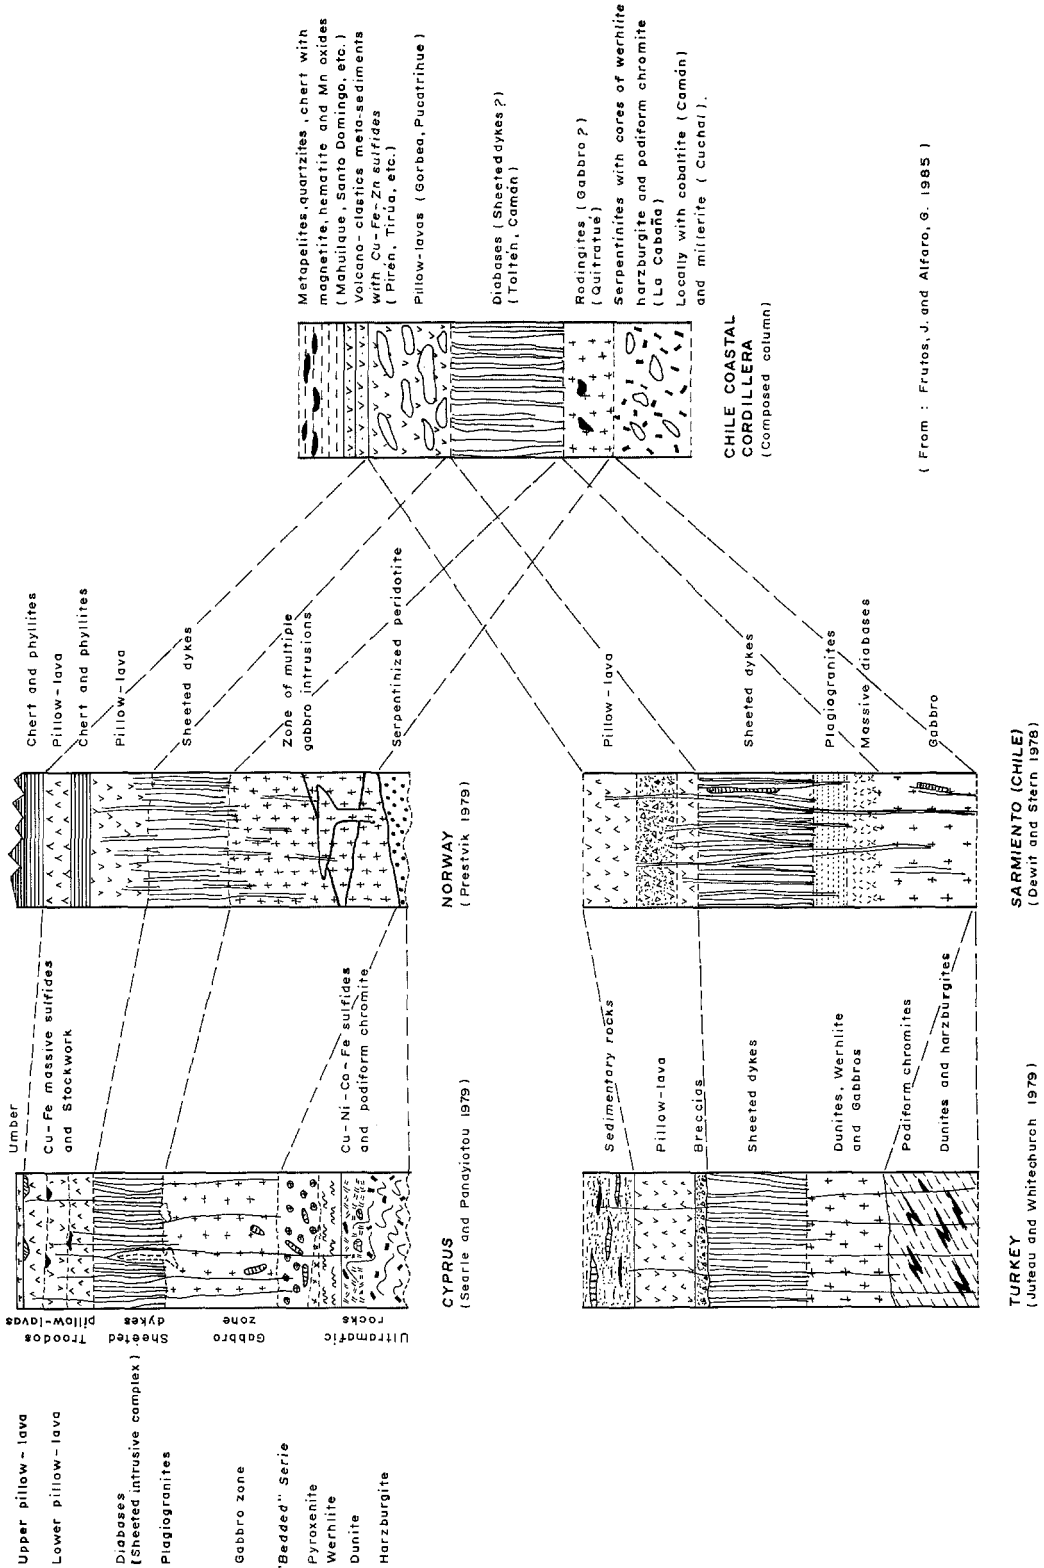 Upper pillow-lava
Lower pillow-lava
Diabases
(Sheeted intrusive complex)
Plagiogranites
Gabbro zone
"Bedded" Serie
Pyroxenite
Werhlite
Dunite
Harzburgite
Troodos
pillow-lavas
Sheeted
dykes
Gabbro
zone
Ultramafic
rocks
CYPRUS
(Searle and Panayiotou 1979)
Umber
Cu-Fe massive sulfides
and Stockwork
Cu-Ni-Co-Fe sulfides
and podiform chromite
NORWAY
(Prestvik 1979)
Chert and phyllites
Pillow-lava
Chert and phyllites
Pillow-lava
Sheeted dykes
Zone of multiple
gabbro intrusions
Serpentinized peridotite
TURKEY
(Juteau and Whitechurch 1979)
Sedimentary rocks
Pillow-lava
Breccias
Sheeted dykes
Dunites, Werhlite
and Gabbros
Podiform chromites
Dunites and harzburgites
SARMIENTO (CHILE)
(Dewit and Stern 1978)
Pillow-lava
Sheeted dykes
Plagiogranites
Massive diabases
Gabbro
CHILE COASTAL
CORDILLERA
(Composed column)
Metapelites, quartzites, chert with
magnetite, hematite and Mn oxides
(Mahuilque, Santo Domingo, etc.)
Volcano-clastics meta-sediments
with Cu-Fe-Zn sulfides
(Pirén, Tirúa, etc.)
Pillow-lavas (Gorbea, Pucatrihue)
Diabases (Sheeted dykes?)
(Toltén, Camán)
Rodingites (Gabbro?)
(Quitratué)
Serpentinites with cares of werhlite
harzburgite and podiform chromite
(La Cabaña)
Locally with cobaltite (Camán)
and millerite (Cuchal).
(From: Frutos, J. and Alfaro, G. 1985)